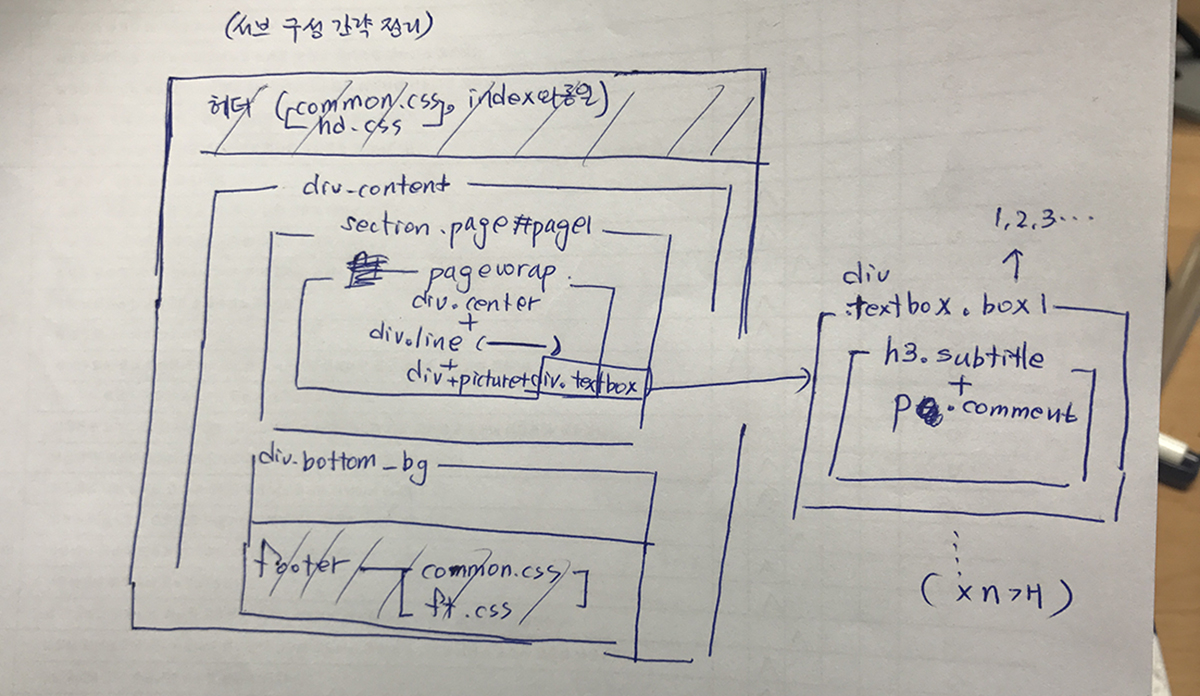 (서브 구성 간략 정리)
헤더 (common.css, index와 동일)
hd.css
div.content
section.page#page1
pagewrap
div.center
+
div.line (——)
+
div+picture+div.textbox
div.bottom_bg
footer — common.css
ft.css
1,2,3...
↑
div
.textbox.box1
h3.subtitle
+
p.comment
(x n개)